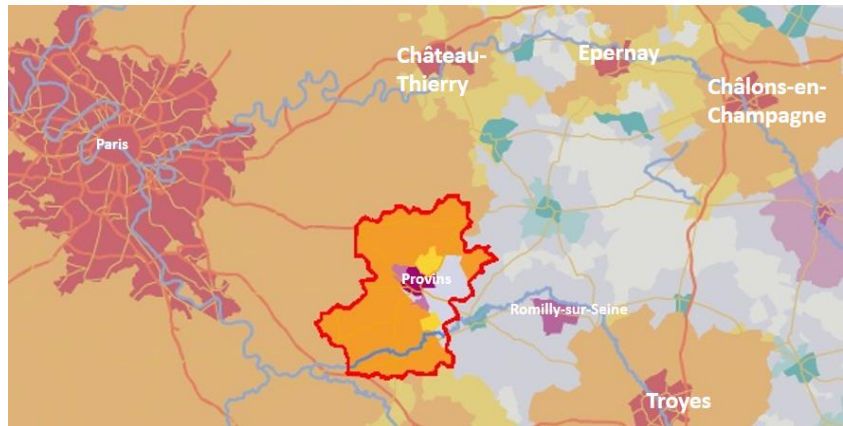 Château-
Thierry
Epernay
Châlons-en-
Champagne
Paris
Provins
Romilly-sur-Seine
Troyes